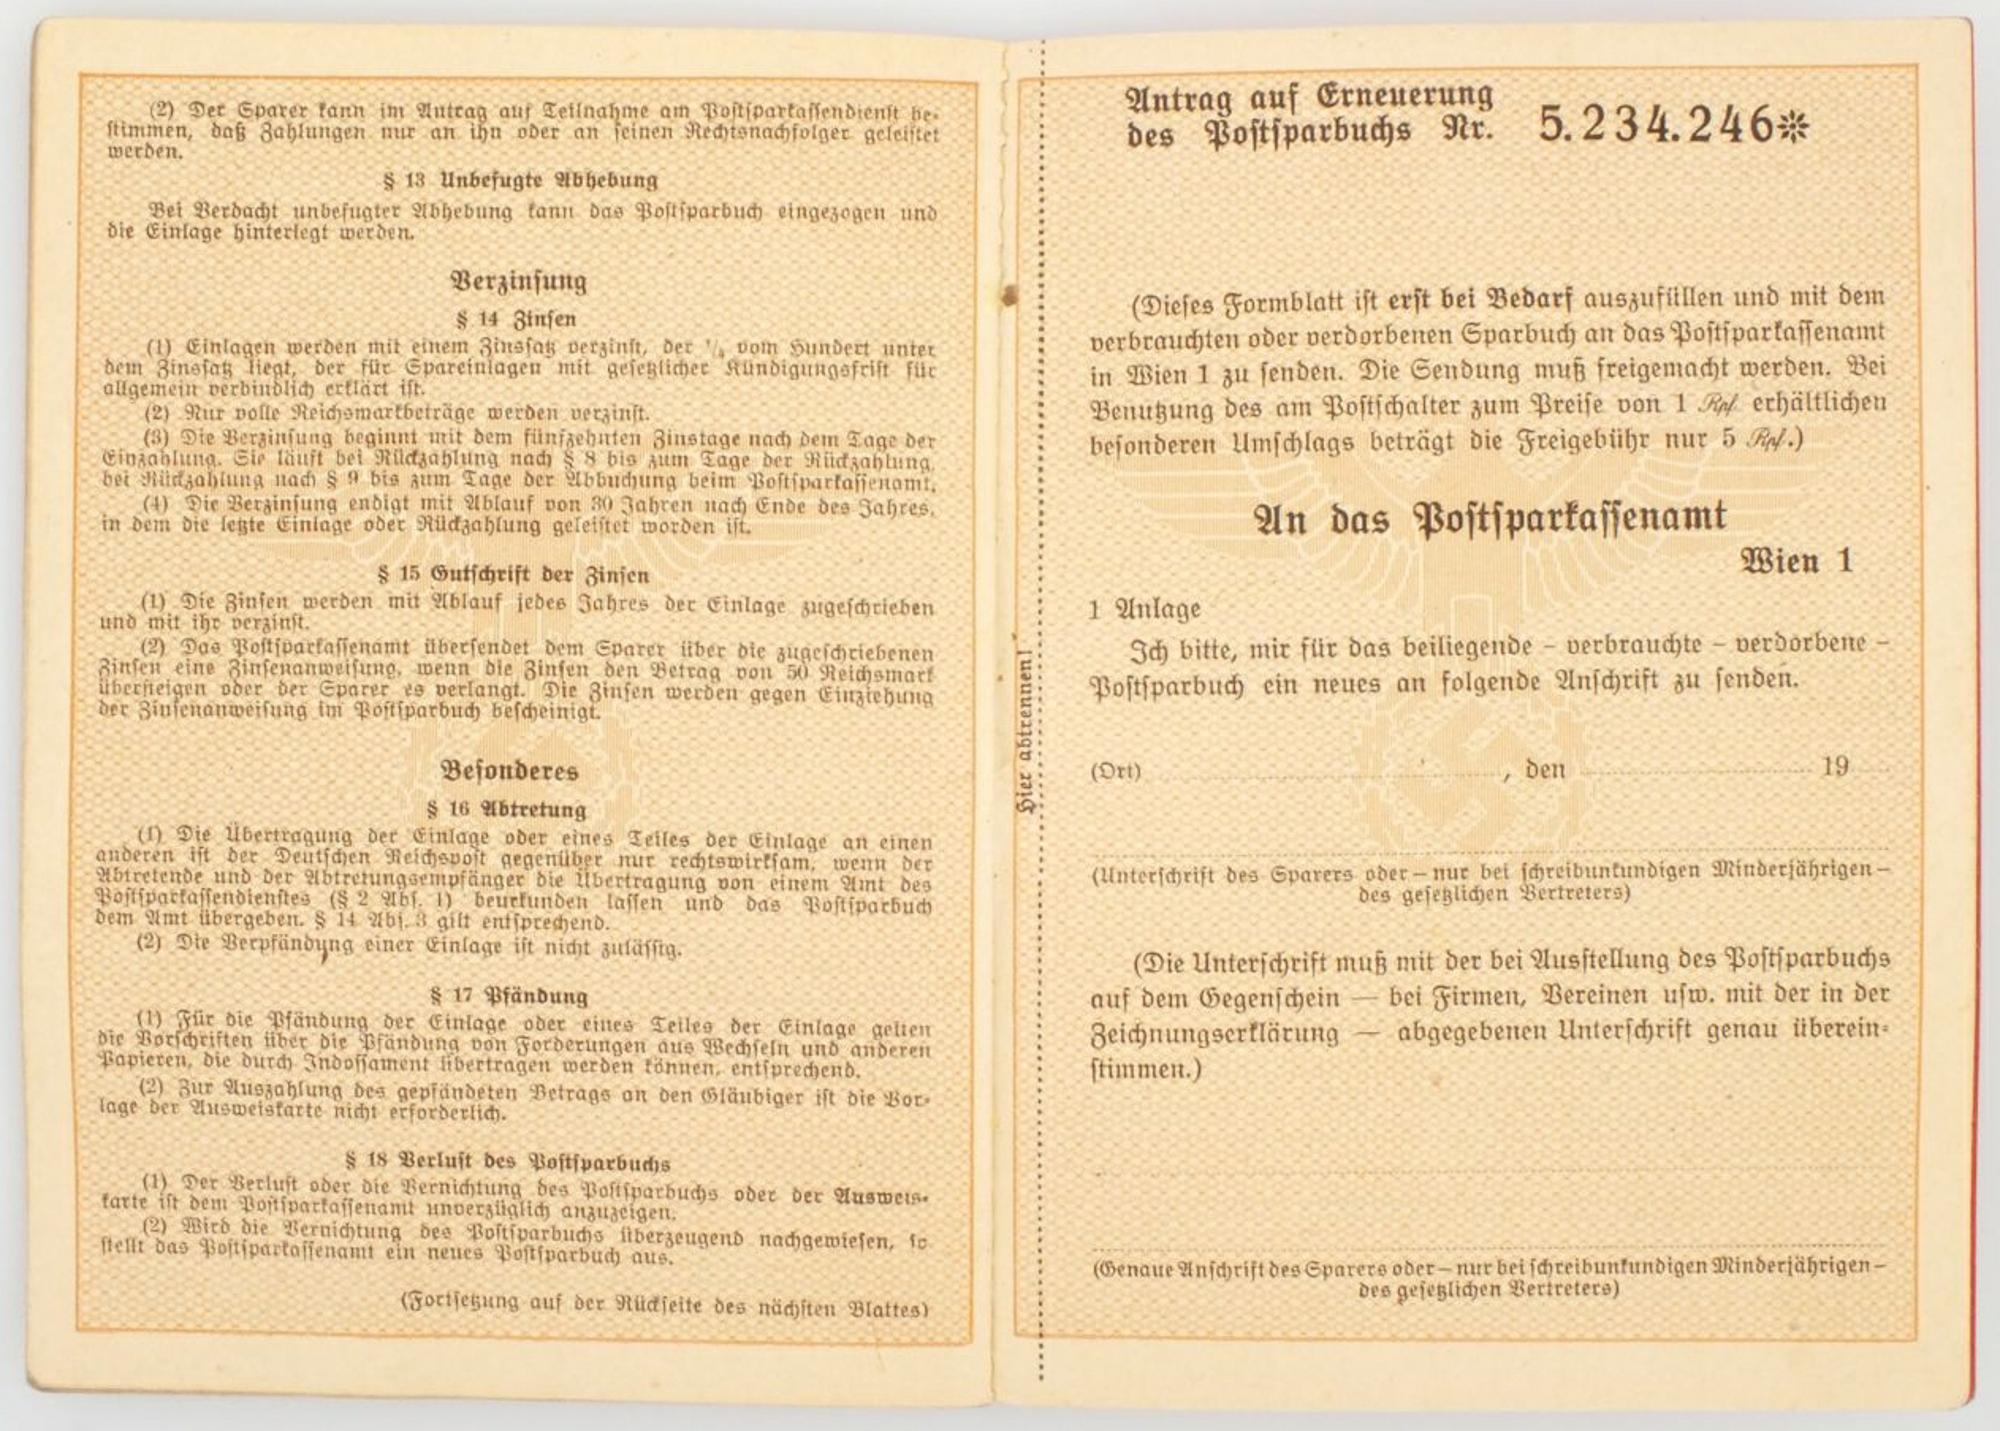 (2) Der Sparer kann im Antrag auf Teilnahme am Postsparkassendienst be-
stimmen, daß Zahlungen nur an ihn oder an seinen Rechtsnachfolger geleistet
werden.
§ 13 Unbefugte Abhebung
Bei Verdacht unbefugter Abhebung kann das Postsparbuch eingezogen und
die Einlage hinterlegt werden.
Verzinsung
§ 14 Zinsen
(1) Einlagen werden mit einem Zinssatz verzinst, der vom Hundert unter
dem Zinssatz liegt, der für Spareinlagen mit gesetzlicher Kündigungsfrist für
allgemein verbindlich erklärt ist.
(2) Nur volle Reichsmarkbeträge werden verzinst.
(3) Die Verzinsung beginnt mit dem fünfzehnten Zinstage nach dem Tage der
Einzahlung. Sie läuft bei Rückzahlung nach § 8 bis zum Tage der Rückzahlung,
bei Rückzahlung nach § 9 bis zum Tage der Abbuchung beim Postsparkassenamt.
(4) Die Verzinsung endigt mit Ablauf von 30 Jahren nach Ende des Jahres,
in dem die letzte Einlage oder Rückzahlung geleistet worden ist.
§ 15 Gutschrift der Zinsen
(1) Die Zinsen werden mit Ablauf jedes Jahres der Einlage zugeschrieben
und mit ihr verzinst.
(2) Das Postsparkassenamt übersendet dem Sparer über die zugeschriebenen
Zinsen eine Zinsenanweisung, wenn die Zinsen den Betrag von 50 Reichsmark
übersteigen oder der Sparer es verlangt. Die Zinsen werden gegen Einziehung
der Zinsenanweisung im Postsparbuch bescheinigt.
Besonderes
§ 16 Abtretung
(1) Die Übertragung der Einlage oder eines Teiles der Einlage an einen
anderen ist der Deutschen Reichspost gegenüber nur rechtswirksam, wenn der
Abtretende und der Abtretungsempfänger die Übertragung von einem Amt des
Postsparkassendienstes (§ 2 Abs. 1) beurkunden lassen und das Postsparbuch
dem Amt übergeben. § 14 Abs. 3 gilt entsprechend.
(2) Die Verpfändung einer Einlage ist nicht zulässig.
§ 17 Pfändung
(1) Für die Pfändung der Einlage oder eines Teiles der Einlage gelten
die Vorschriften über die Pfändung von Forderungen aus Wechseln und anderen
Papieren, die durch Indossament übertragen werden können, entsprechend.
(2) Zur Auszahlung des gepfändeten Betrags an den Gläubiger ist die Vor-
lage der Ausweiskarte nicht erforderlich.
§ 18 Verlust des Postsparbuchs
(1) Der Verlust oder die Vernichtung des Postsparbuchs oder der Ausweis-
karte ist dem Postsparkassenamt unverzüglich anzuzeigen.
(2) Wird die Vernichtung des Postsparbuchs überzeugend nachgewiesen, so
stellt das Postsparkassenamt ein neues Postsparbuch aus.
(Fortsetzung auf der Rückseite des nächsten Blattes)
Hier abtrennen!
Antrag auf Erneuerung
des Postsparbuchs Nr. 5.234.246❊
(Dieses Formblatt ist erst bei Bedarf auszufüllen und mit dem
verbrauchten oder verdorbenen Sparbuch an das Postsparkassenamt
in Wien 1 zu senden. Die Sendung muß freigemacht werden. Bei
Benutzung des am Postschalter zum Preise von 1 Rpf. erhältlichen
besonderen Umschlags beträgt die Freigebühr nur 5 Rpf.)
An das Postsparkassenamt
Wien 1
1 Anlage
Ich bitte, mir für das beiliegende – verbrauchte – verdorbene –
Postsparbuch ein neues an folgende Anschrift zu senden.
(Ort) , den 19
(Unterschrift des Sparers oder – nur bei schreibunkundigen Minderjährigen –
des gesetzlichen Vertreters)
(Die Unterschrift muß mit der bei Ausstellung des Postsparbuchs
auf dem Gegenschein — bei Firmen, Vereinen usw. mit der in der
Zeichnungserklärung — abgegebenen Unterschrift genau überein-
stimmen.)
(Genaue Anschrift des Sparers oder – nur bei schreibunkundigen Minderjährigen –
des gesetzlichen Vertreters)